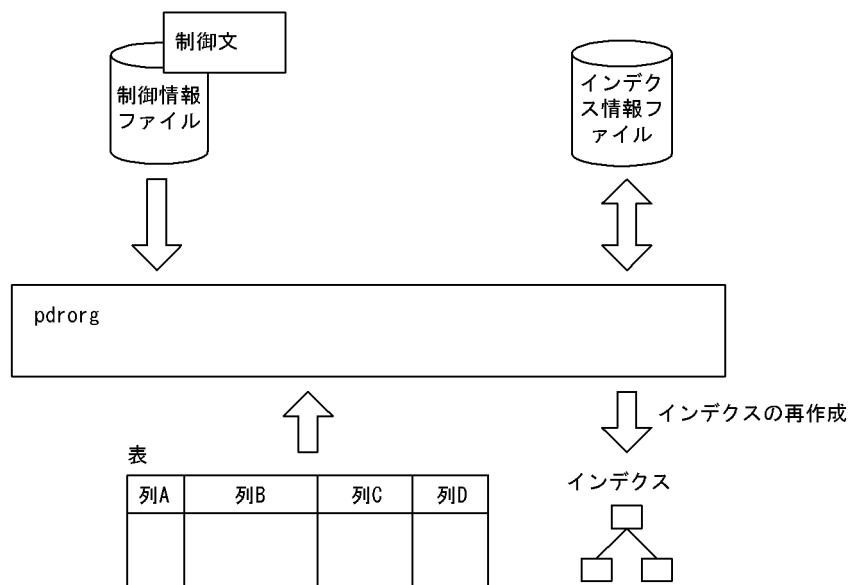 制御文
制御情報
ファイル
インデク
ス情報フ
ァイル
pdrorg
インデクスの再作成
表
列A 列B 列C 列D
インデクス